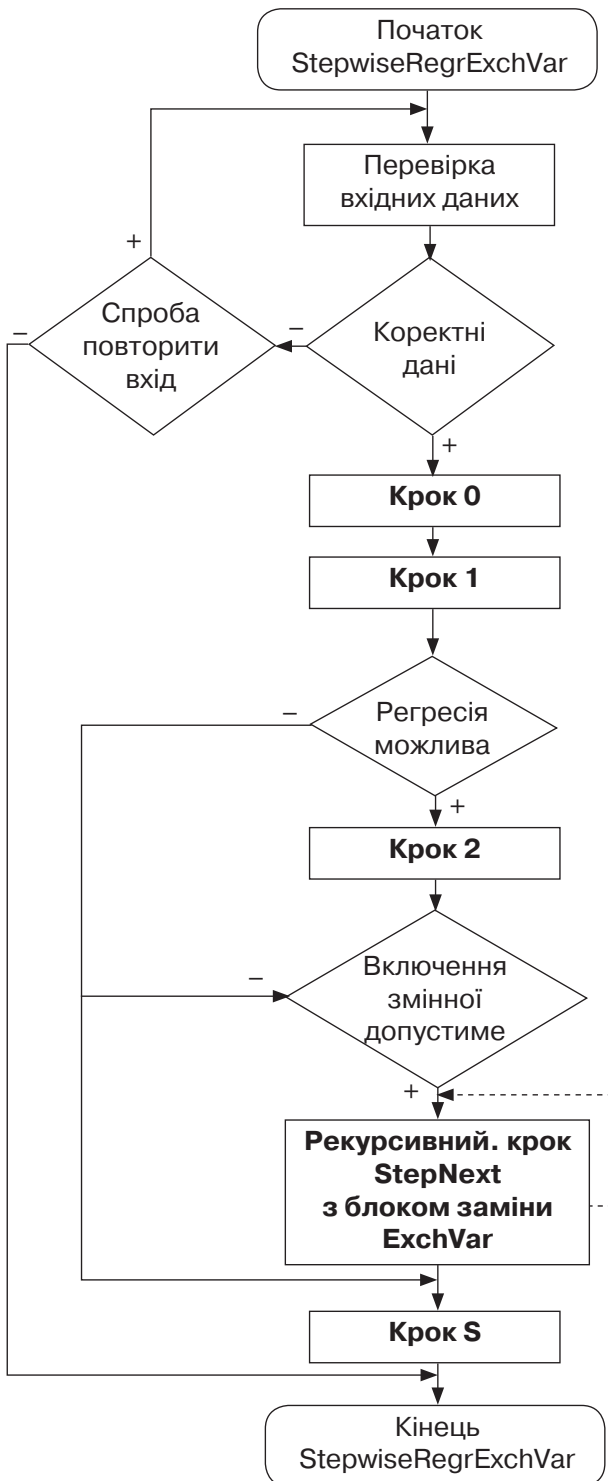 Початок
StepwiseRegrExchVar
Перевірка
вхідних даних
+
Спроба
повторити
вхід
–
–
Коректні
дані
+
Крок 0
Крок 1
–
Регресія
можлива
+
Крок 2
–
Включення
змінної
допустиме
+
Рекурсивний. крок
StepNext
з блоком заміни
ExchVar
Крок S
Кінець
StepwiseRegrExchVar